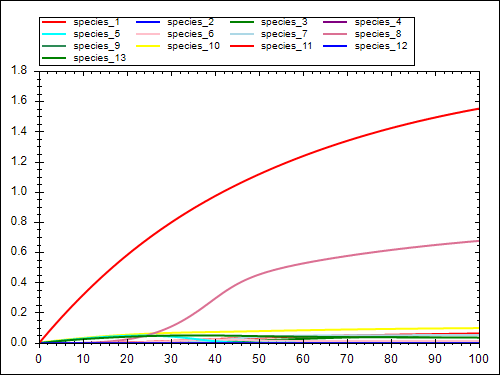 species_1 species_2 species_3 species_4
species_5 species_6 species_7 species_8
species_9 species_10 species_11 species_12
species_13
1.8
1.6
1.4
1.2
1.0
0.8
0.6
0.4
0.2
0.0
0 10 20 30 40 50 60 70 80 90 100